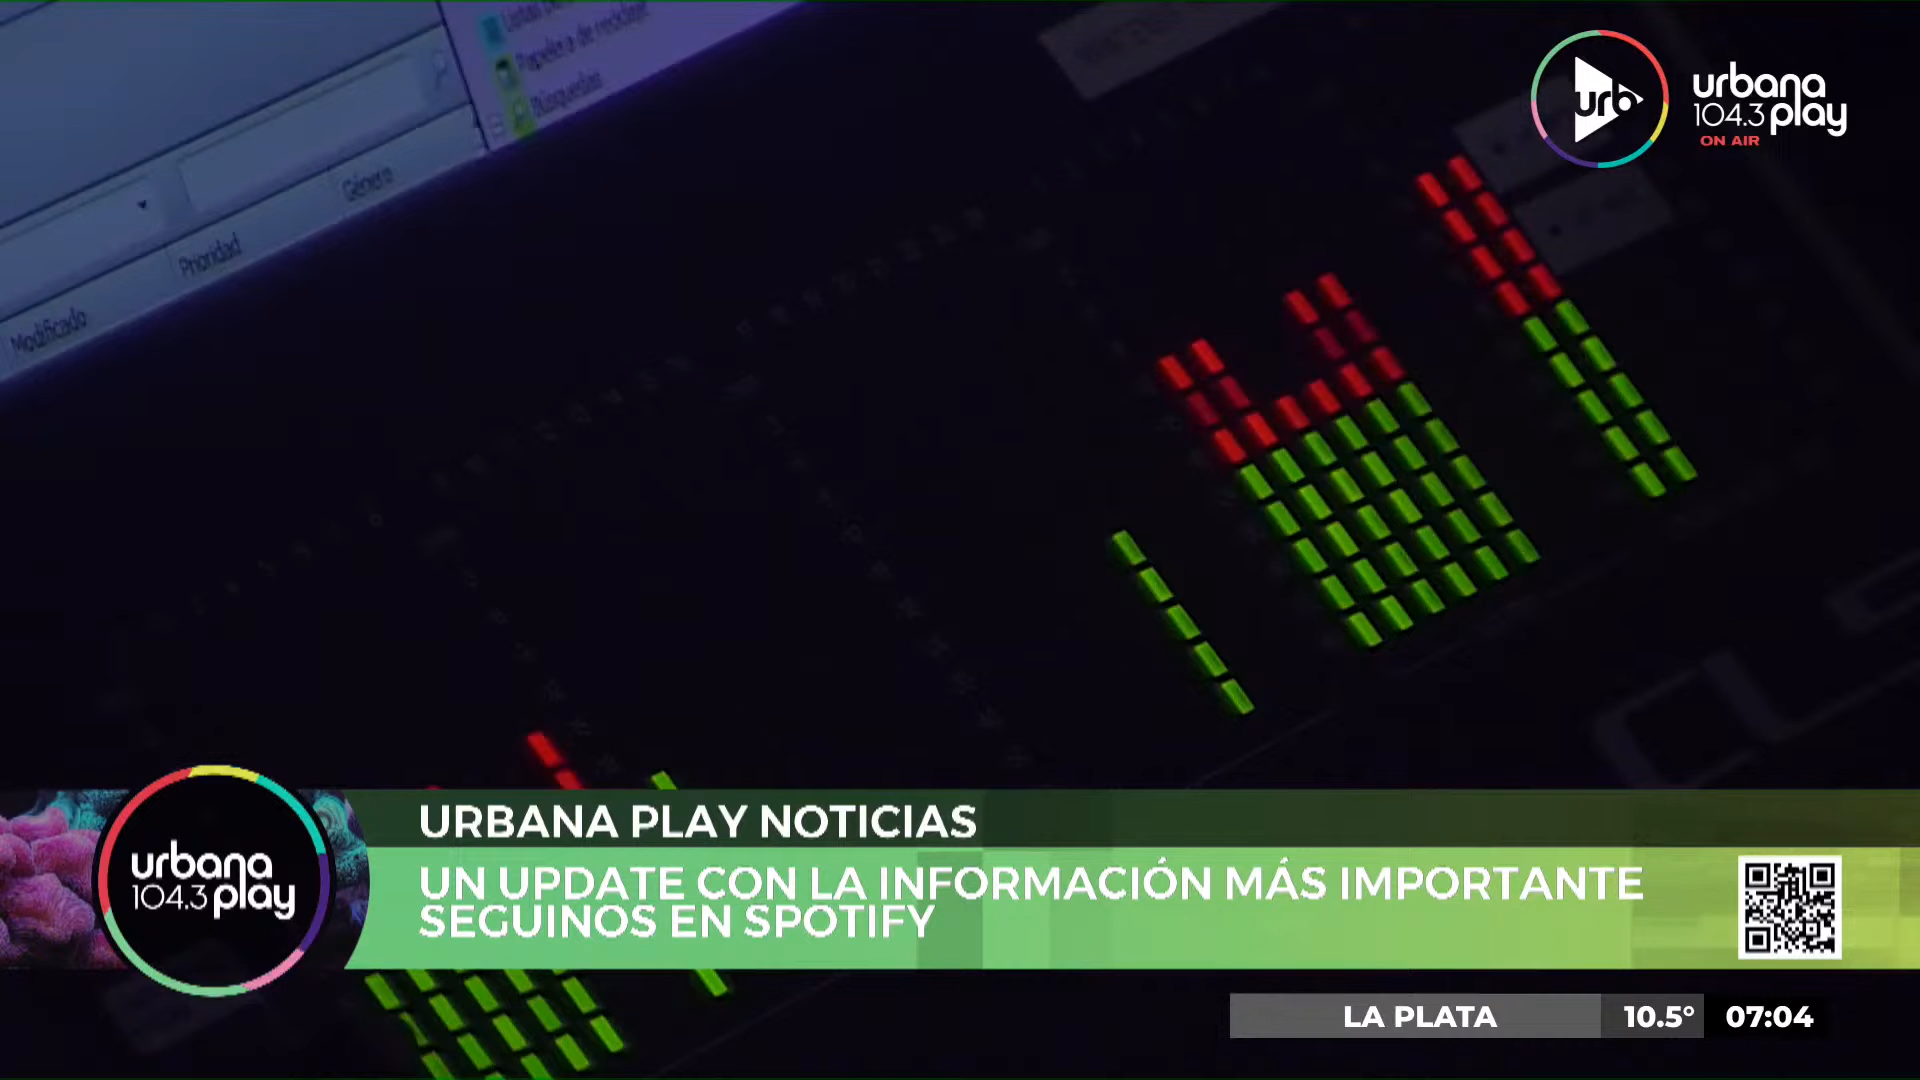 Papelera de reciclaje
Búsquedas
Género
Prioridad
Modificado
urb
urbana
104.3 play
ON AIR
URBANA PLAY NOTICIAS
urbana
104.3 play
UN UPDATE CON LA INFORMACIÓN MÁS IMPORTANTE
SEGUINOS EN SPOTIFY
LA PLATA 10.5° 07:04